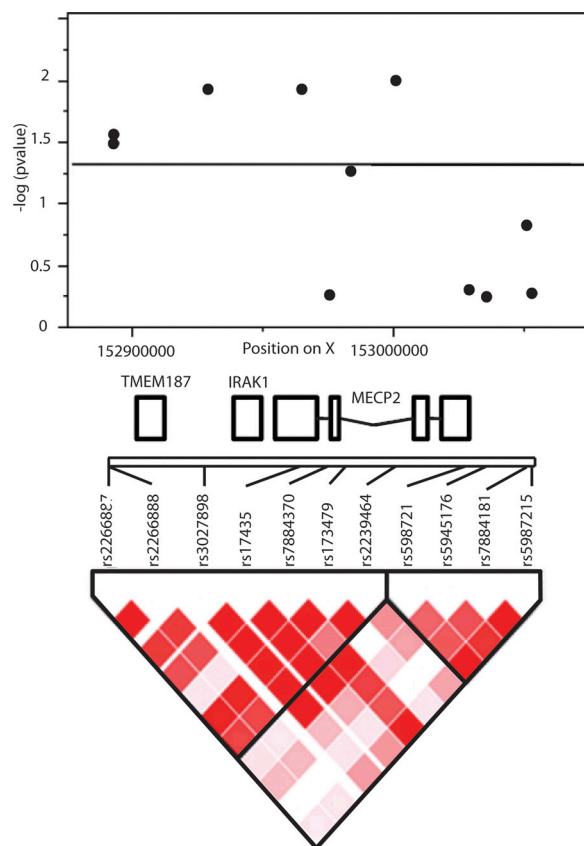 -log (pvalue)
2
1.5
1
0.5
0
152900000
Position on X
153000000
TMEM187
IRAK1
MECP2
rs2266887
rs2266888
rs3027898
rs17435
rs7884370
rs173479
rs2239464
rs598721
rs5945176
rs7884181
rs5987215